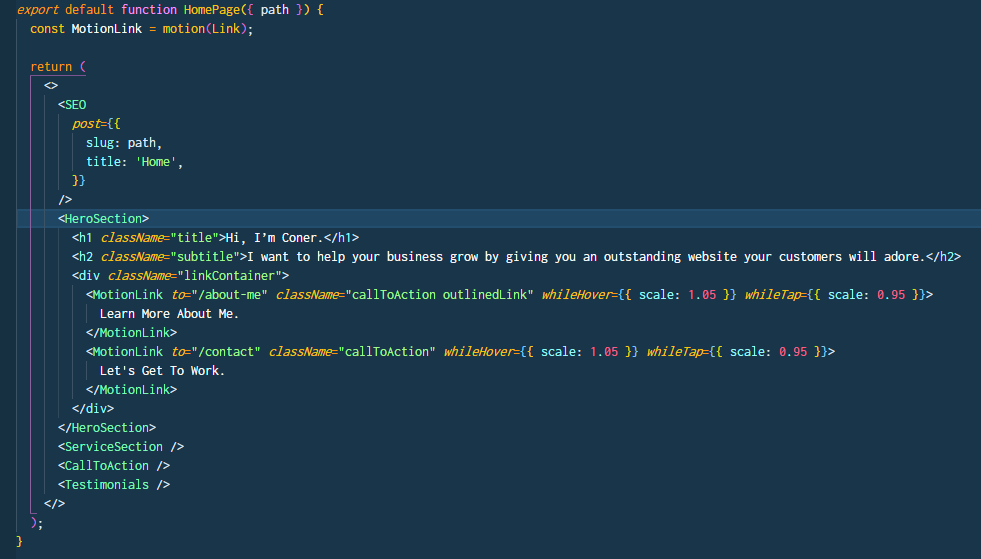 export default function HomePage({ path }) {
  const MotionLink = motion(Link);

  return (
    <>
      <SEO
        post={{
          slug: path,
          title: 'Home',
        }}
      />
      <HeroSection>
        <h1 className="title">Hi, I’m Coner.</h1>
        <h2 className="subtitle">I want to help your business grow by giving you an outstanding website your customers will adore.</h2>
        <div className="linkContainer">
          <MotionLink to="/about-me" className="callToAction outlinedLink" whileHover={{ scale: 1.05 }} whileTap={{ scale: 0.95 }}>
            Learn More About Me.
          </MotionLink>
          <MotionLink to="/contact" className="callToAction" whileHover={{ scale: 1.05 }} whileTap={{ scale: 0.95 }}>
            Let's Get To Work.
          </MotionLink>
        </div>
      </HeroSection>
      <ServiceSection />
      <CallToAction />
      <Testimonials />
    </>
  );
}